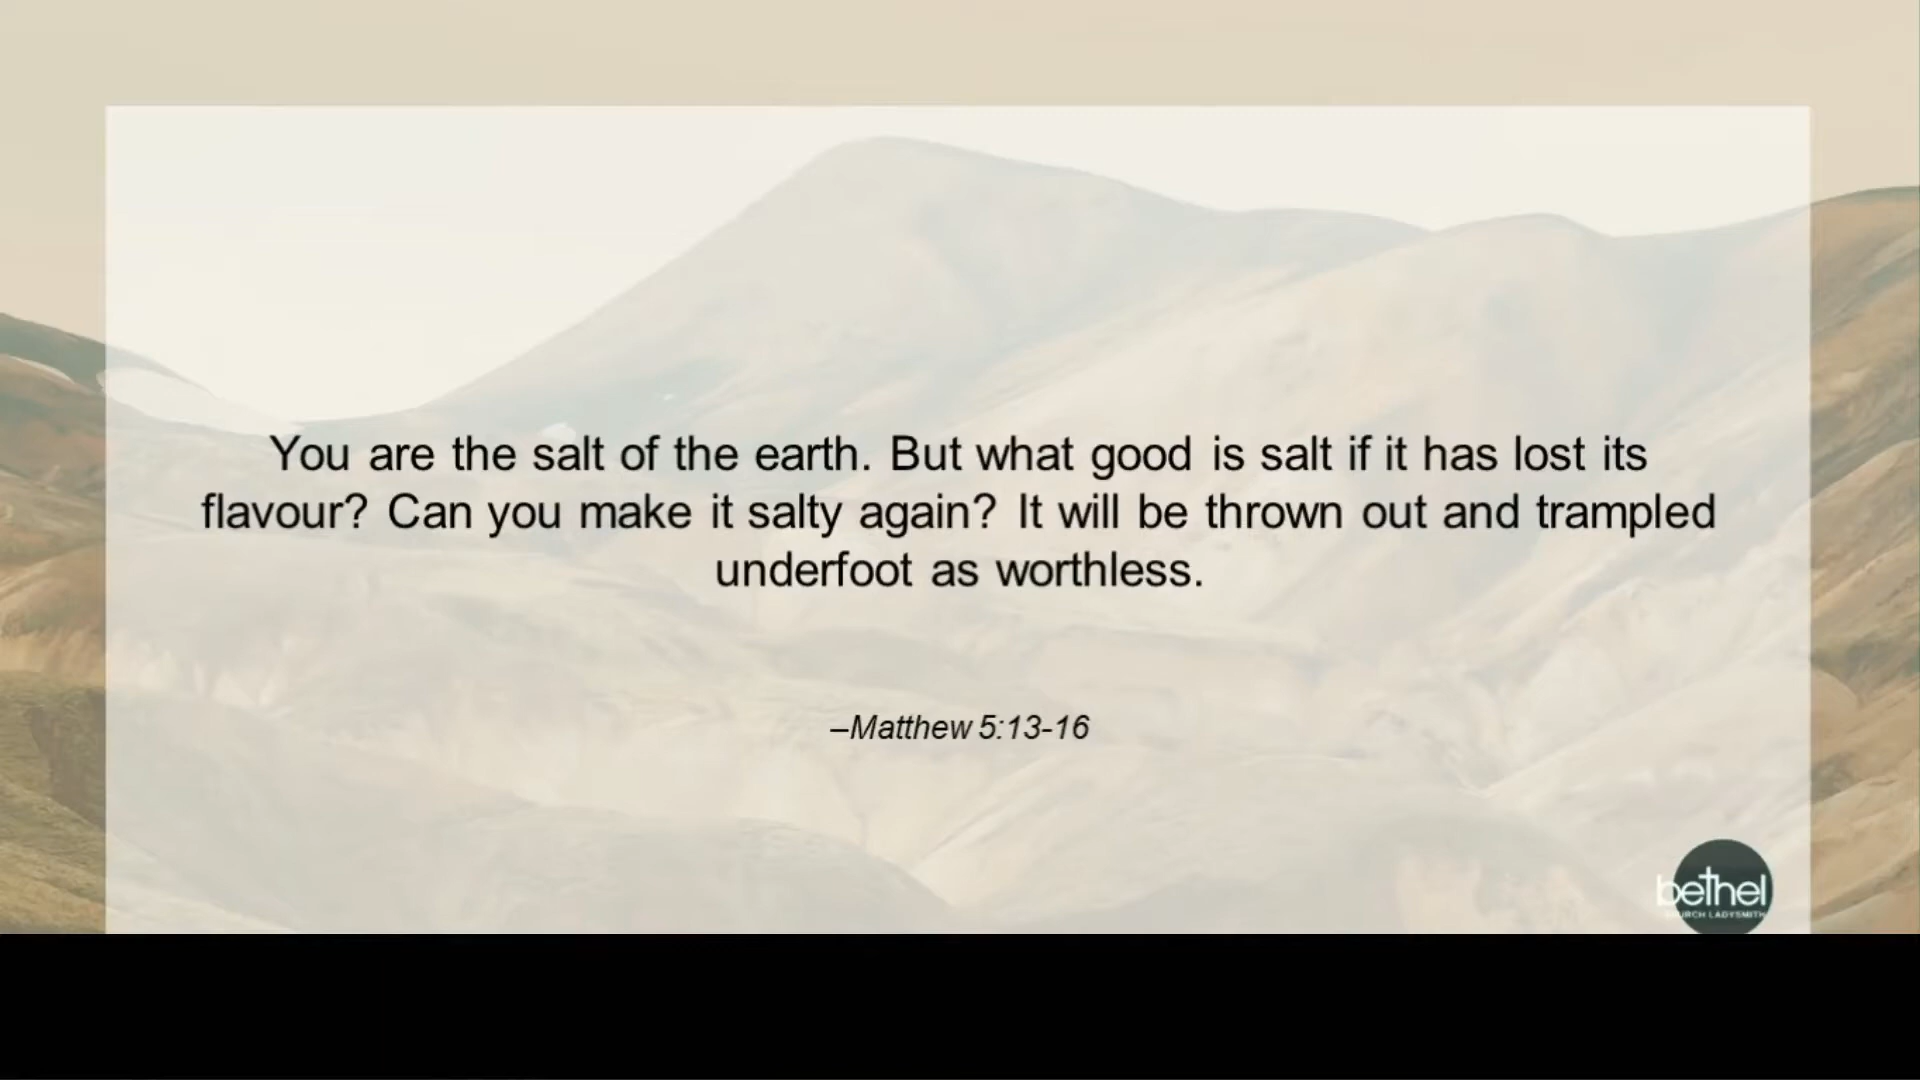 You are the salt of the earth. But what good is salt if it has lost its
flavour? Can you make it salty again? It will be thrown out and trampled
underfoot as worthless.
–Matthew 5:13-16
bethel
CHURCH LADYSMITH